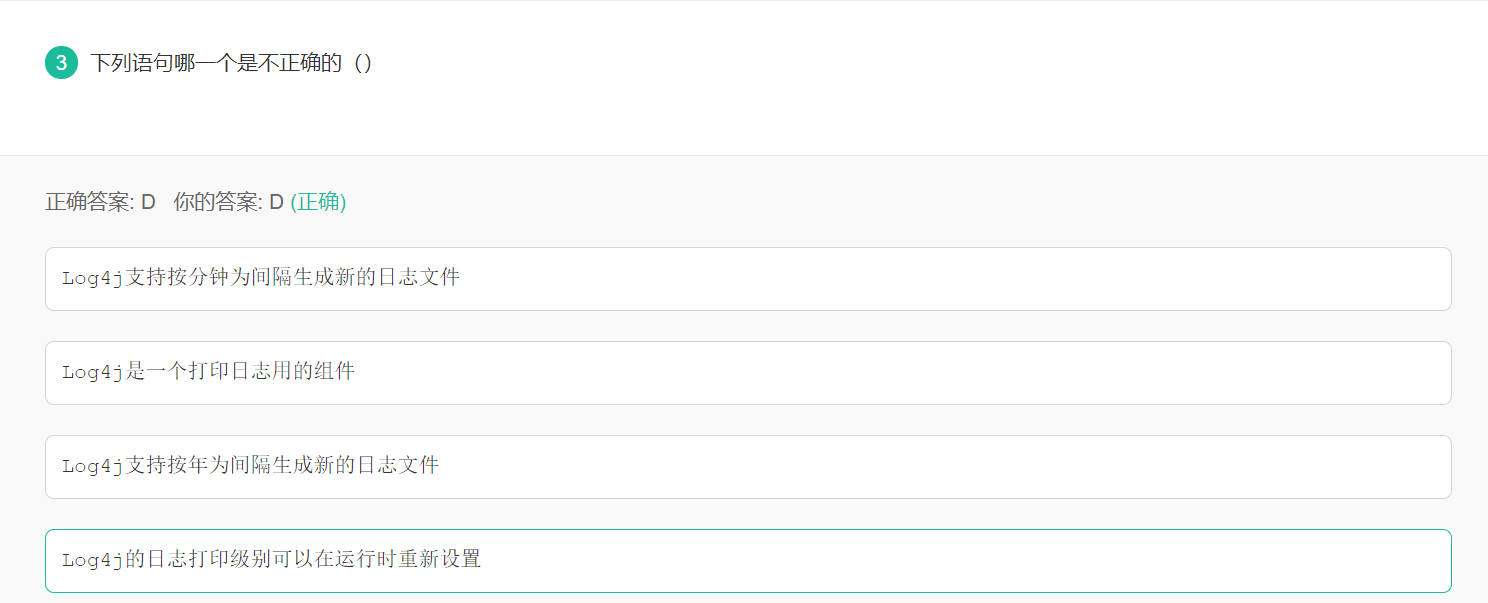 3 下列语句哪一个是不正确的（）
正确答案: D 你的答案: D (正确)
Log4j支持按分钟为间隔生成新的日志文件
Log4j是一个打印日志用的组件
Log4j支持按年为间隔生成新的日志文件
Log4j的日志打印级别可以在运行时重新设置